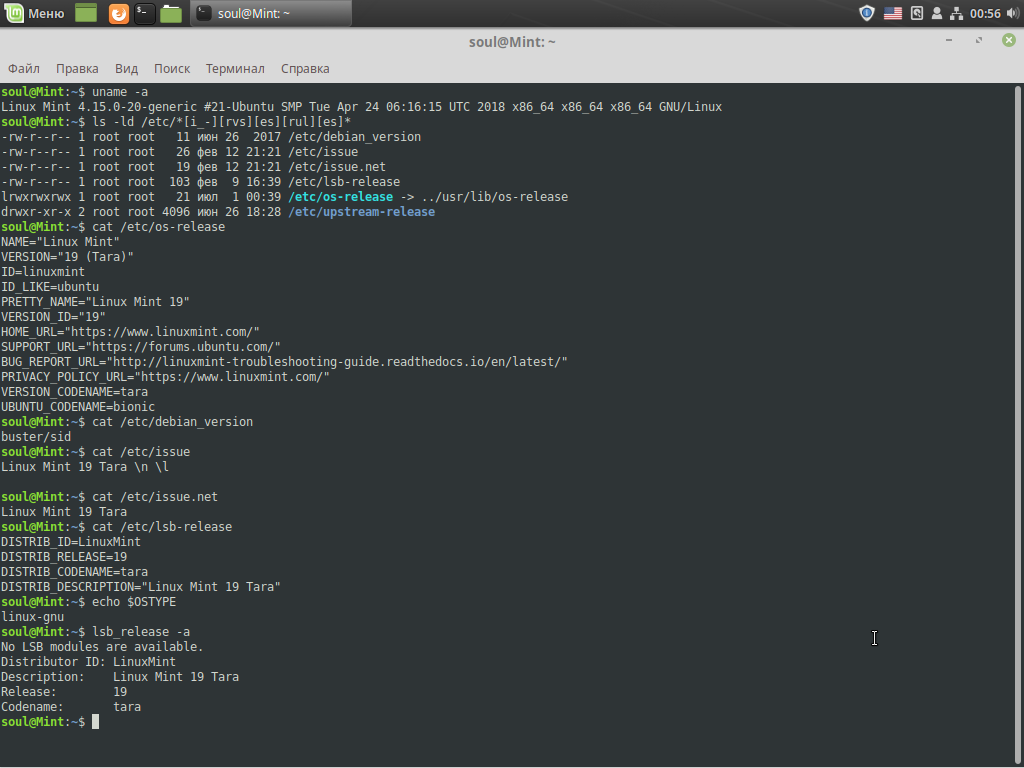 Меню
soul@Mint: ~
00:56
soul@Mint: ~
Файл Правка Вид Поиск Терминал Справка
soul@Mint:~$ uname -a
Linux Mint 4.15.0-20-generic #21-Ubuntu SMP Tue Apr 24 06:16:15 UTC 2018 x86_64 x86_64 x86_64 GNU/Linux
soul@Mint:~$ ls -ld /etc/*[i_-][rvs][es][rul][es]*
-rw-r--r-- 1 root root   11 июн 26  2017 /etc/debian_version
-rw-r--r-- 1 root root   26 фев 12 21:21 /etc/issue
-rw-r--r-- 1 root root   19 фев 12 21:21 /etc/issue.net
-rw-r--r-- 1 root root  103 фев  9 16:39 /etc/lsb-release
lrwxrwxrwx 1 root root   21 июл  1 00:39 /etc/os-release -> ../usr/lib/os-release
drwxr-xr-x 2 root root 4096 июн 26 18:28 /etc/upstream-release
soul@Mint:~$ cat /etc/os-release
NAME="Linux Mint"
VERSION="19 (Tara)"
ID=linuxmint
ID_LIKE=ubuntu
PRETTY_NAME="Linux Mint 19"
VERSION_ID="19"
HOME_URL="https://www.linuxmint.com/"
SUPPORT_URL="https://forums.ubuntu.com/"
BUG_REPORT_URL="http://linuxmint-troubleshooting-guide.readthedocs.io/en/latest/"
PRIVACY_POLICY_URL="https://www.linuxmint.com/"
VERSION_CODENAME=tara
UBUNTU_CODENAME=bionic
soul@Mint:~$ cat /etc/debian_version
buster/sid
soul@Mint:~$ cat /etc/issue
Linux Mint 19 Tara \n \l
soul@Mint:~$ cat /etc/issue.net
Linux Mint 19 Tara
soul@Mint:~$ cat /etc/lsb-release
DISTRIB_ID=LinuxMint
DISTRIB_RELEASE=19
DISTRIB_CODENAME=tara
DISTRIB_DESCRIPTION="Linux Mint 19 Tara"
soul@Mint:~$ echo $OSTYPE
linux-gnu
soul@Mint:~$ lsb_release -a
No LSB modules are available.
Distributor ID: LinuxMint
Description:    Linux Mint 19 Tara
Release:        19
Codename:       tara
soul@Mint:~$